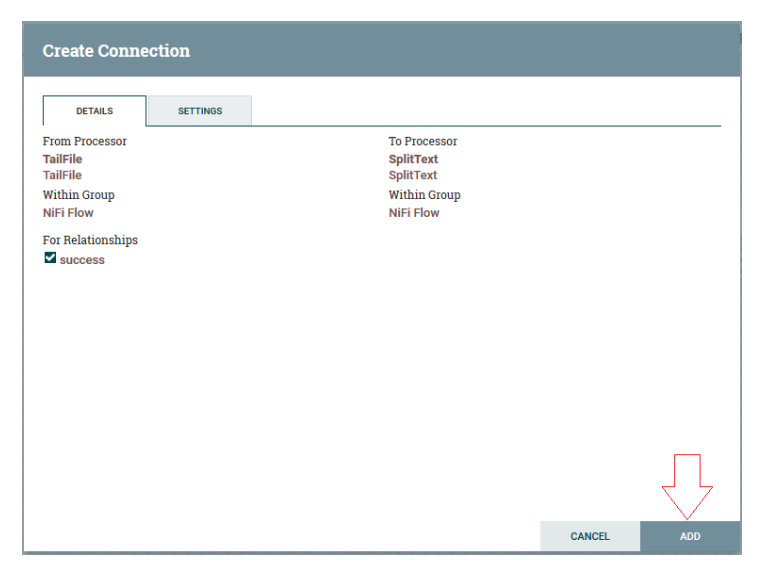 Create Connection
DETAILS SETTINGS
From Processor
TailFile
TailFile
Within Group
NiFi Flow
For Relationships
success
To Processor
SplitText
SplitText
Within Group
NiFi Flow
CANCEL ADD